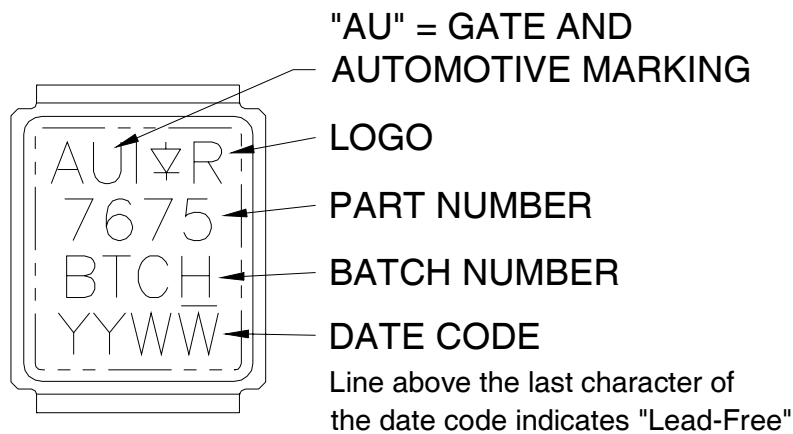 "AU" = GATE AND
AUTOMOTIVE MARKING
AUI R
LOGO
7675
PART NUMBER
BTCH
BATCH NUMBER
YYWW
DATE CODE
Line above the last character of
the date code indicates "Lead-Free"